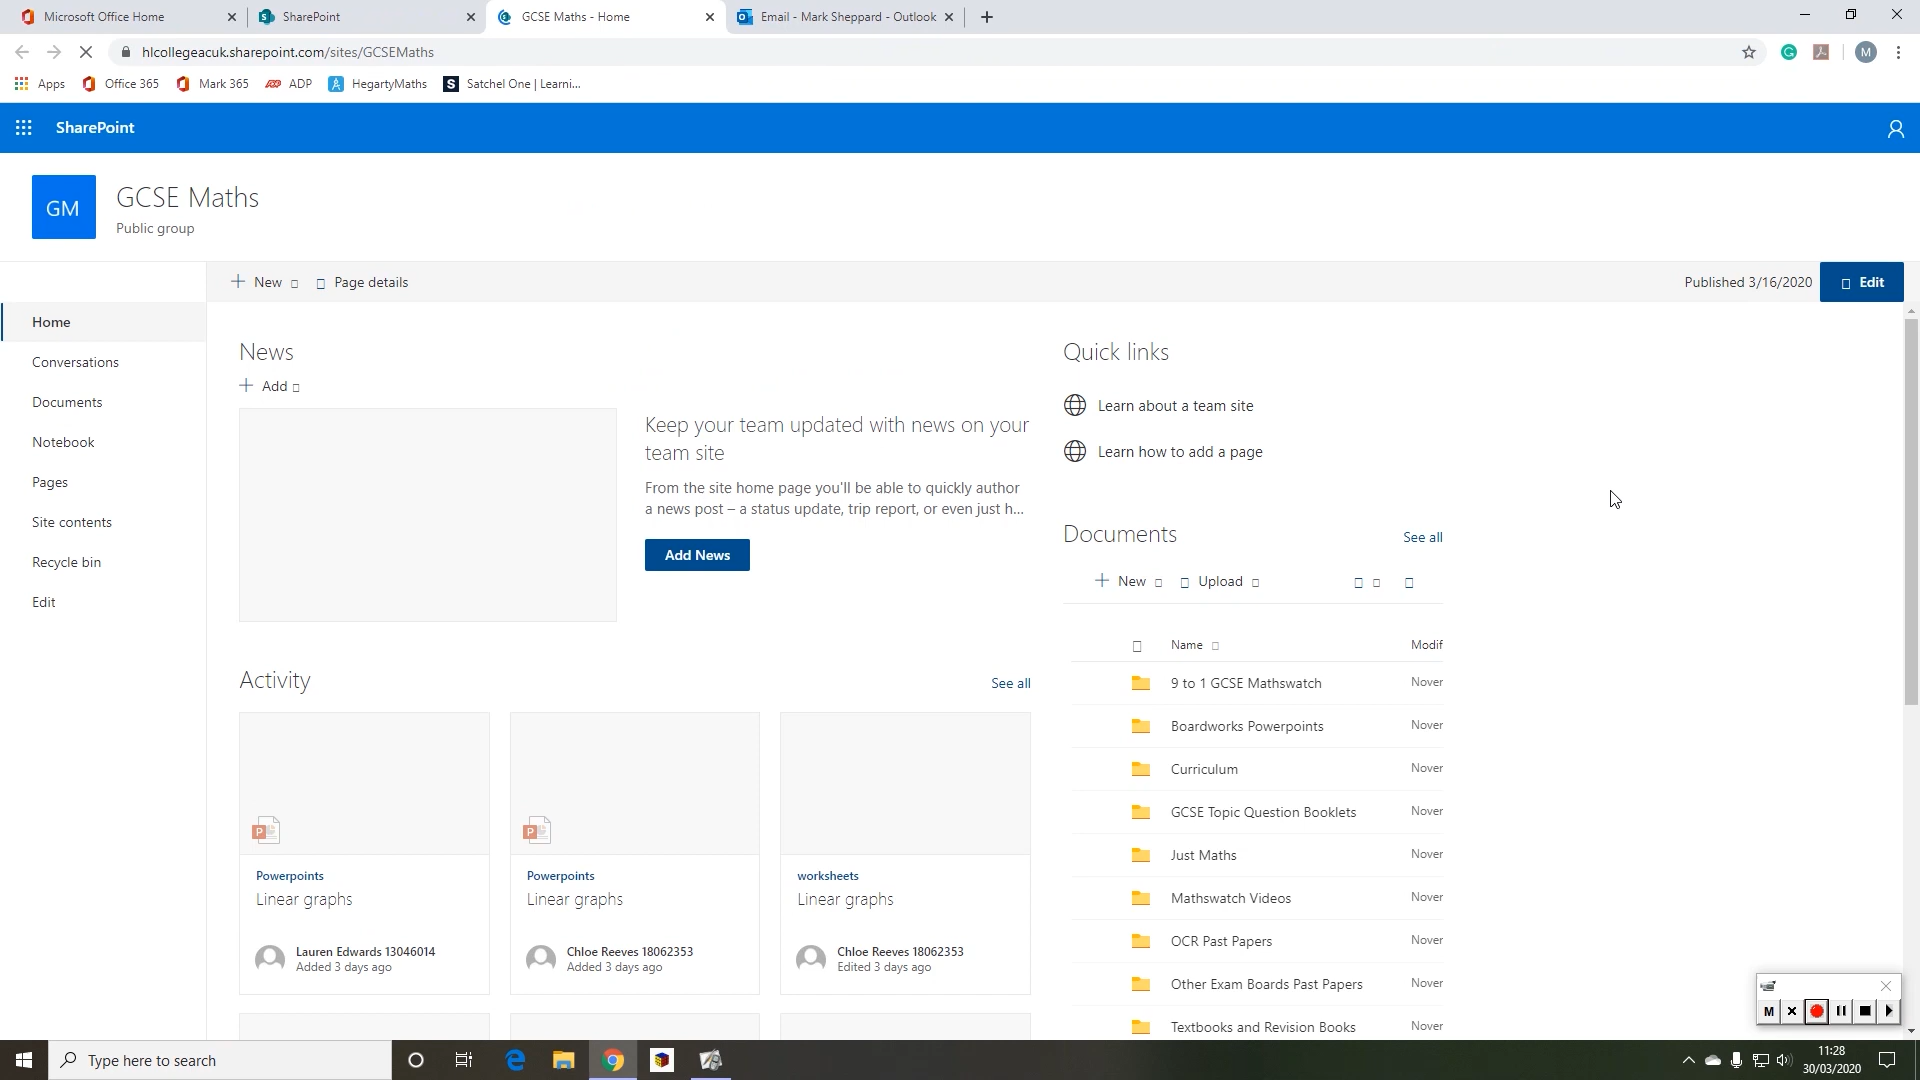 Microsoft Office Home
SharePoint
GCSE Maths - Home
Email - Mark Sheppard - Outlook
hlcollegeacuk.sharepoint.com/sites/GCSEMaths
M
Apps
Office 365
Mark 365
ADP
HegartyMaths
S
Satchel One | Learni...
SharePoint
GM
GCSE Maths
Public group
New
Page details
Published 3/16/2020
Edit
Home
Conversations
Documents
Notebook
Pages
Site contents
Recycle bin
Edit
News
Add
Keep your team updated with news on your
team site
From the site home page you'll be able to quickly author
a news post – a status update, trip report, or even just h...
Add News
Activity
See all
Powerpoints
Linear graphs
Lauren Edwards 13046014
Added 3 days ago
Powerpoints
Linear graphs
Chloe Reeves 18062353
Added 3 days ago
worksheets
Linear graphs
Chloe Reeves 18062353
Edited 3 days ago
Quick links
Learn about a team site
Learn how to add a page
Documents
See all
New
Upload
Name
Modif
9 to 1 GCSE Mathswatch
Nover
Boardworks Powerpoints
Nover
Curriculum
Nover
GCSE Topic Question Booklets
Nover
Just Maths
Nover
Mathswatch Videos
Nover
OCR Past Papers
Nover
Other Exam Boards Past Papers
Nover
Textbooks and Revision Books
Nover
M
Type here to search
11:28
30/03/2020